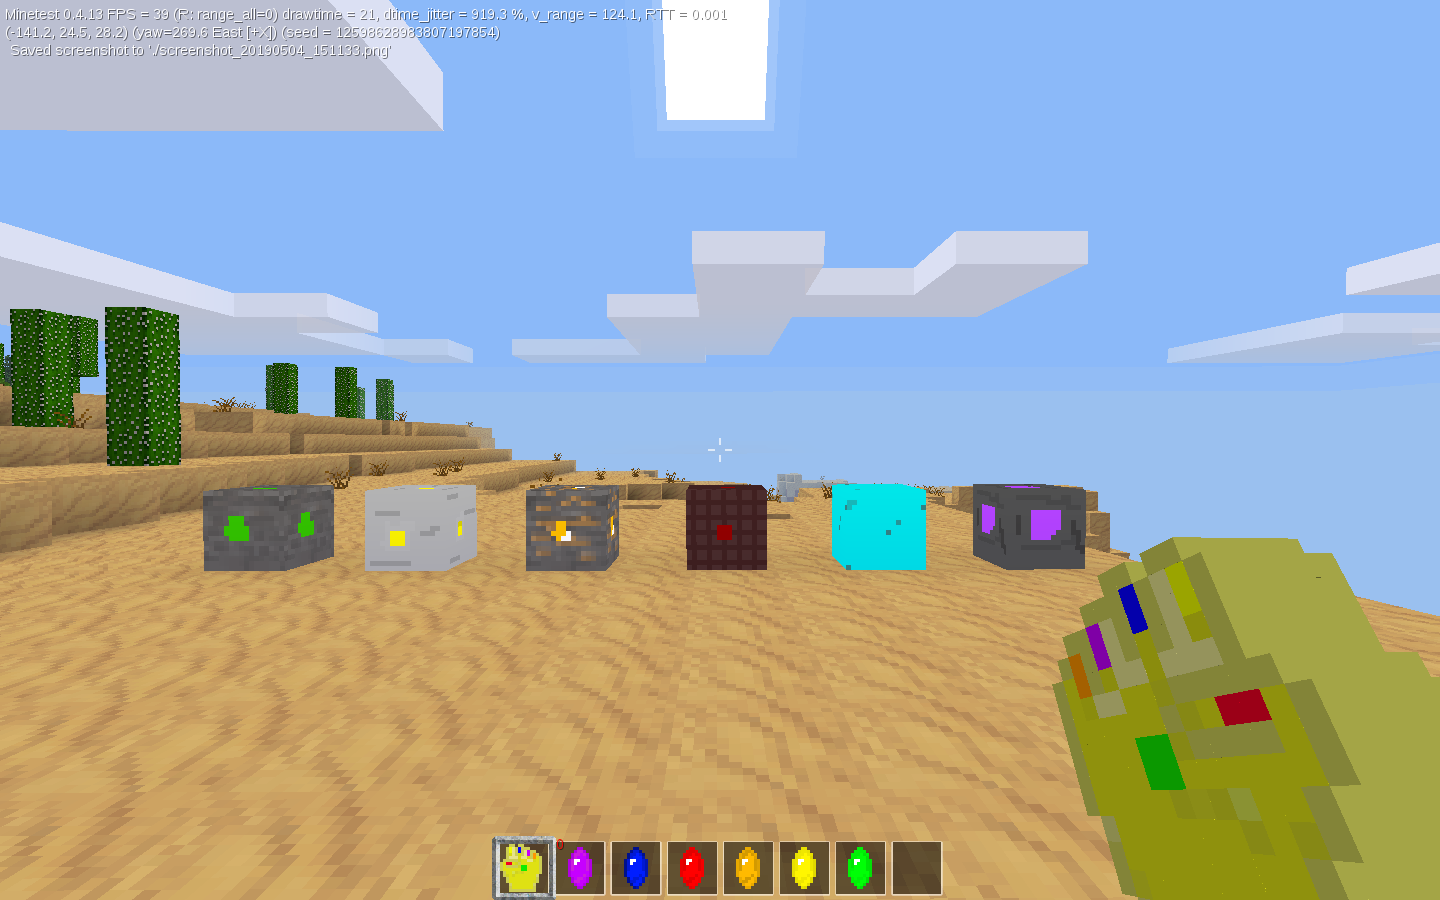 Minetest 0.4.13 FPS = 39 (R: range_all=0) drawtime = 21, dtime_jitter = 919.3 %, v_range = 124.1, RTT = 0.001
(-141.2, 24.5, 28.2) (yaw=269.6 East [+X]) (seed = 12598628983807197854)
Saved screenshot to './screenshot_20190504_151133.png'